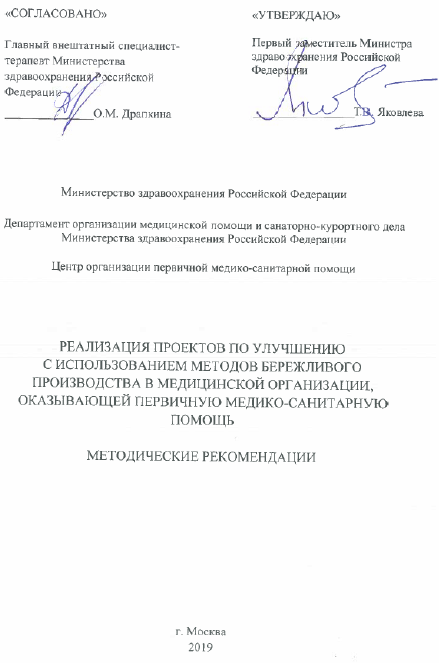 «СОГЛАСОВАНО»
Главный внештатный специалист-
терапевт Министерства
здравоохранения Российской
Федерации
О.М. Драпкина
«УТВЕРЖДАЮ»
Первый заместитель Министра
здравоохранения Российской
Федерации
Т.В. Яковлева
Министерство здравоохранения Российской Федерации
Департамент организации медицинской помощи и санаторно-курортного дела
Министерства здравоохранения Российской Федерации
Центр организации первичной медико-санитарной помощи
РЕАЛИЗАЦИЯ ПРОЕКТОВ ПО УЛУЧШЕНИЮ
С ИСПОЛЬЗОВАНИЕМ МЕТОДОВ БЕРЕЖЛИВОГО
ПРОИЗВОДСТВА В МЕДИЦИНСКОЙ ОРГАНИЗАЦИИ,
ОКАЗЫВАЮЩЕЙ ПЕРВИЧНУЮ МЕДИКО-САНИТАРНУЮ
ПОМОЩЬ
МЕТОДИЧЕСКИЕ РЕКОМЕНДАЦИИ
г. Москва
2019